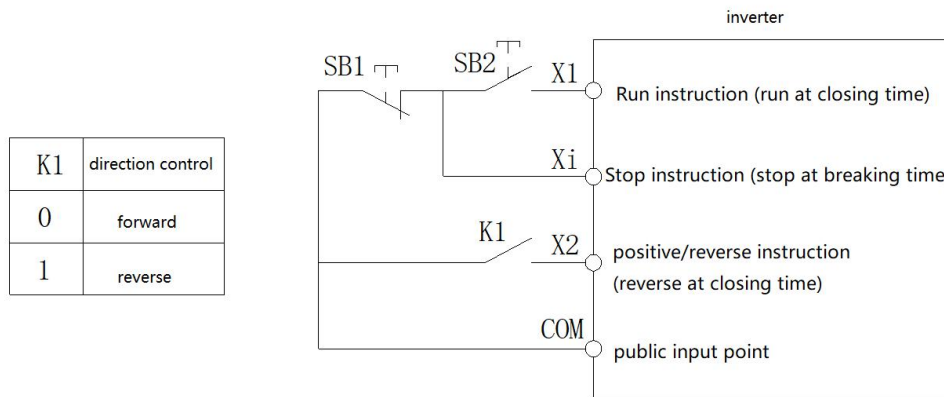 inverter
SB1
SB2
X1
Run instruction (run at closing time)
K1 direction control
Xi
Stop instruction (stop at breaking time
0 forward
K1
X2
positive/reverse instruction
(reverse at closing time)
1 reverse
COM
public input point